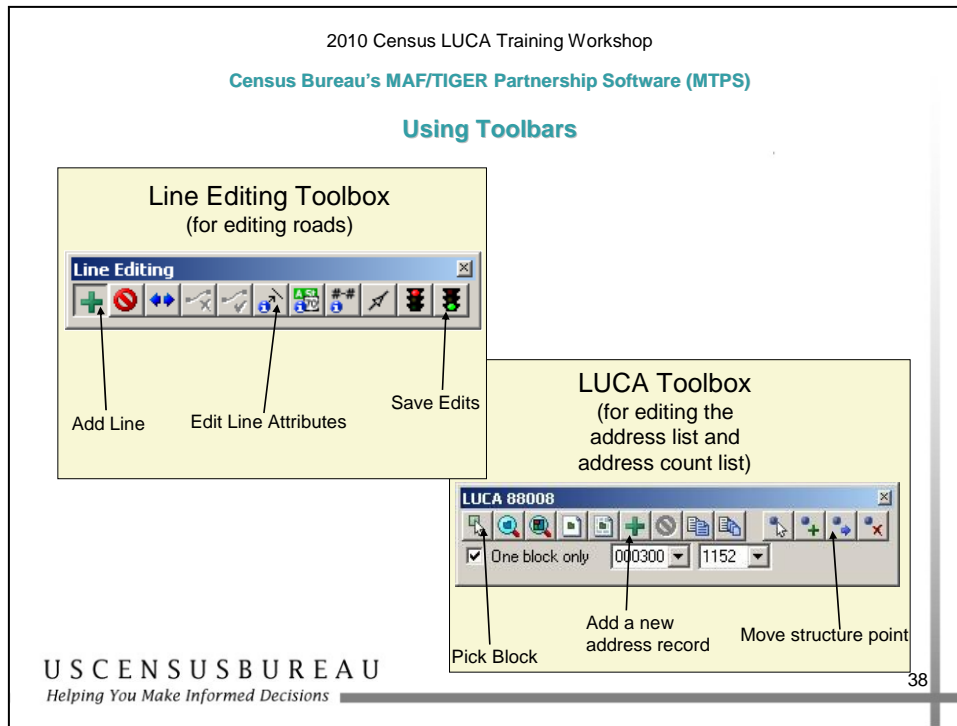 2010 Census LUCA Training Workshop
Census Bureau's MAF/TIGER Partnership Software (MTPS)
Using Toolbars
Line Editing Toolbox
(for editing roads)
Line Editing
#-#
Add Line
Edit Line Attributes
Save Edits
LUCA Toolbox
(for editing the
address list and
address count list)
LUCA 88008
One block only 000300 1152
Pick Block
Add a new
address record
Move structure point
USCENSUSBUREAU
Helping You Make Informed Decisions
38